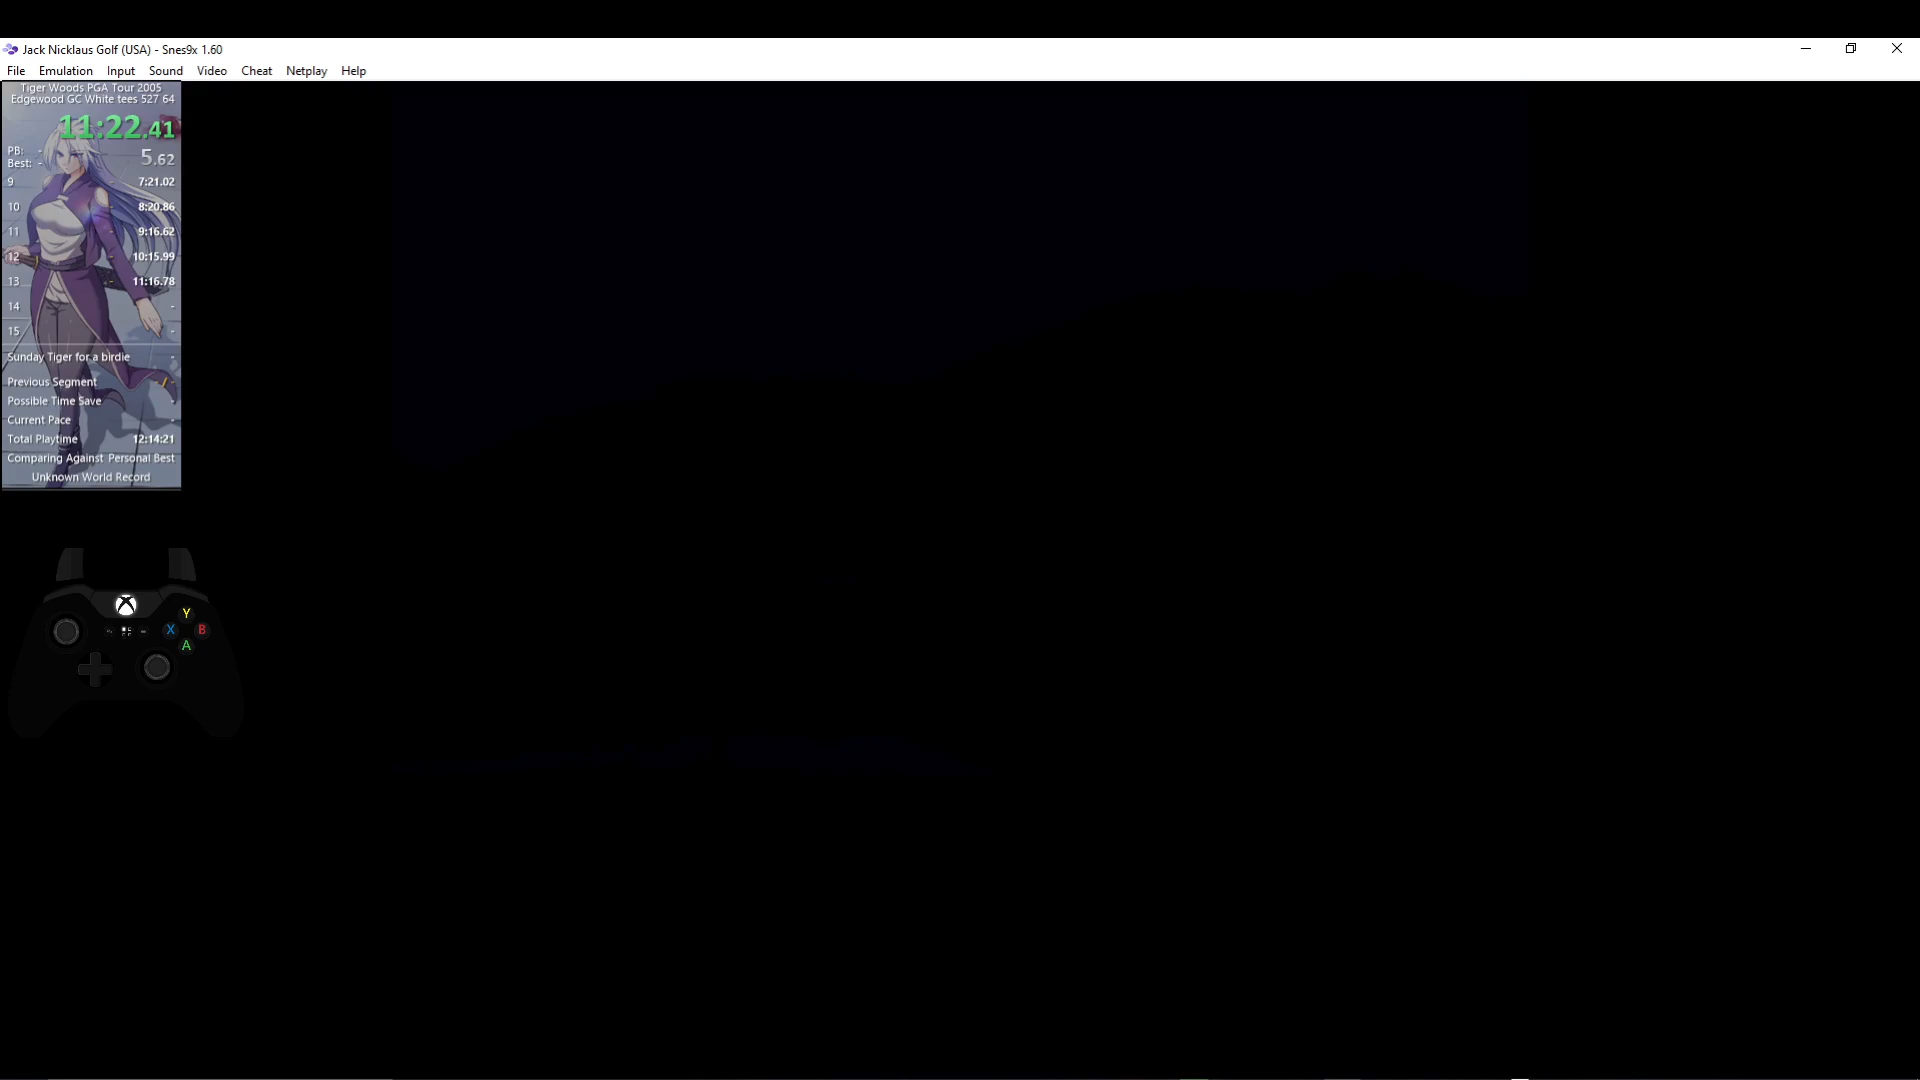 Jack Nicklaus Golf (USA) - Snes9x 1.60
File Emulation Input Sound Video Cheat Netplay Help
Tiger Woods PGA Tour 2005
Edgewood GC White tees 527 64
11:22.41
PB: -
Best: -
5.62
9 - 7:21.02
10 - 8:20.86
11 - 9:16.62
12 - 10:15.99
13 - 11:16.78
14 -
15 -
Sunday Tiger for a birdie -
Previous Segment -
Possible Time Save -
Current Pace -
Total Playtime 12:14:21
Comparing Against Personal Best
Unknown World Record
Y
X B
A